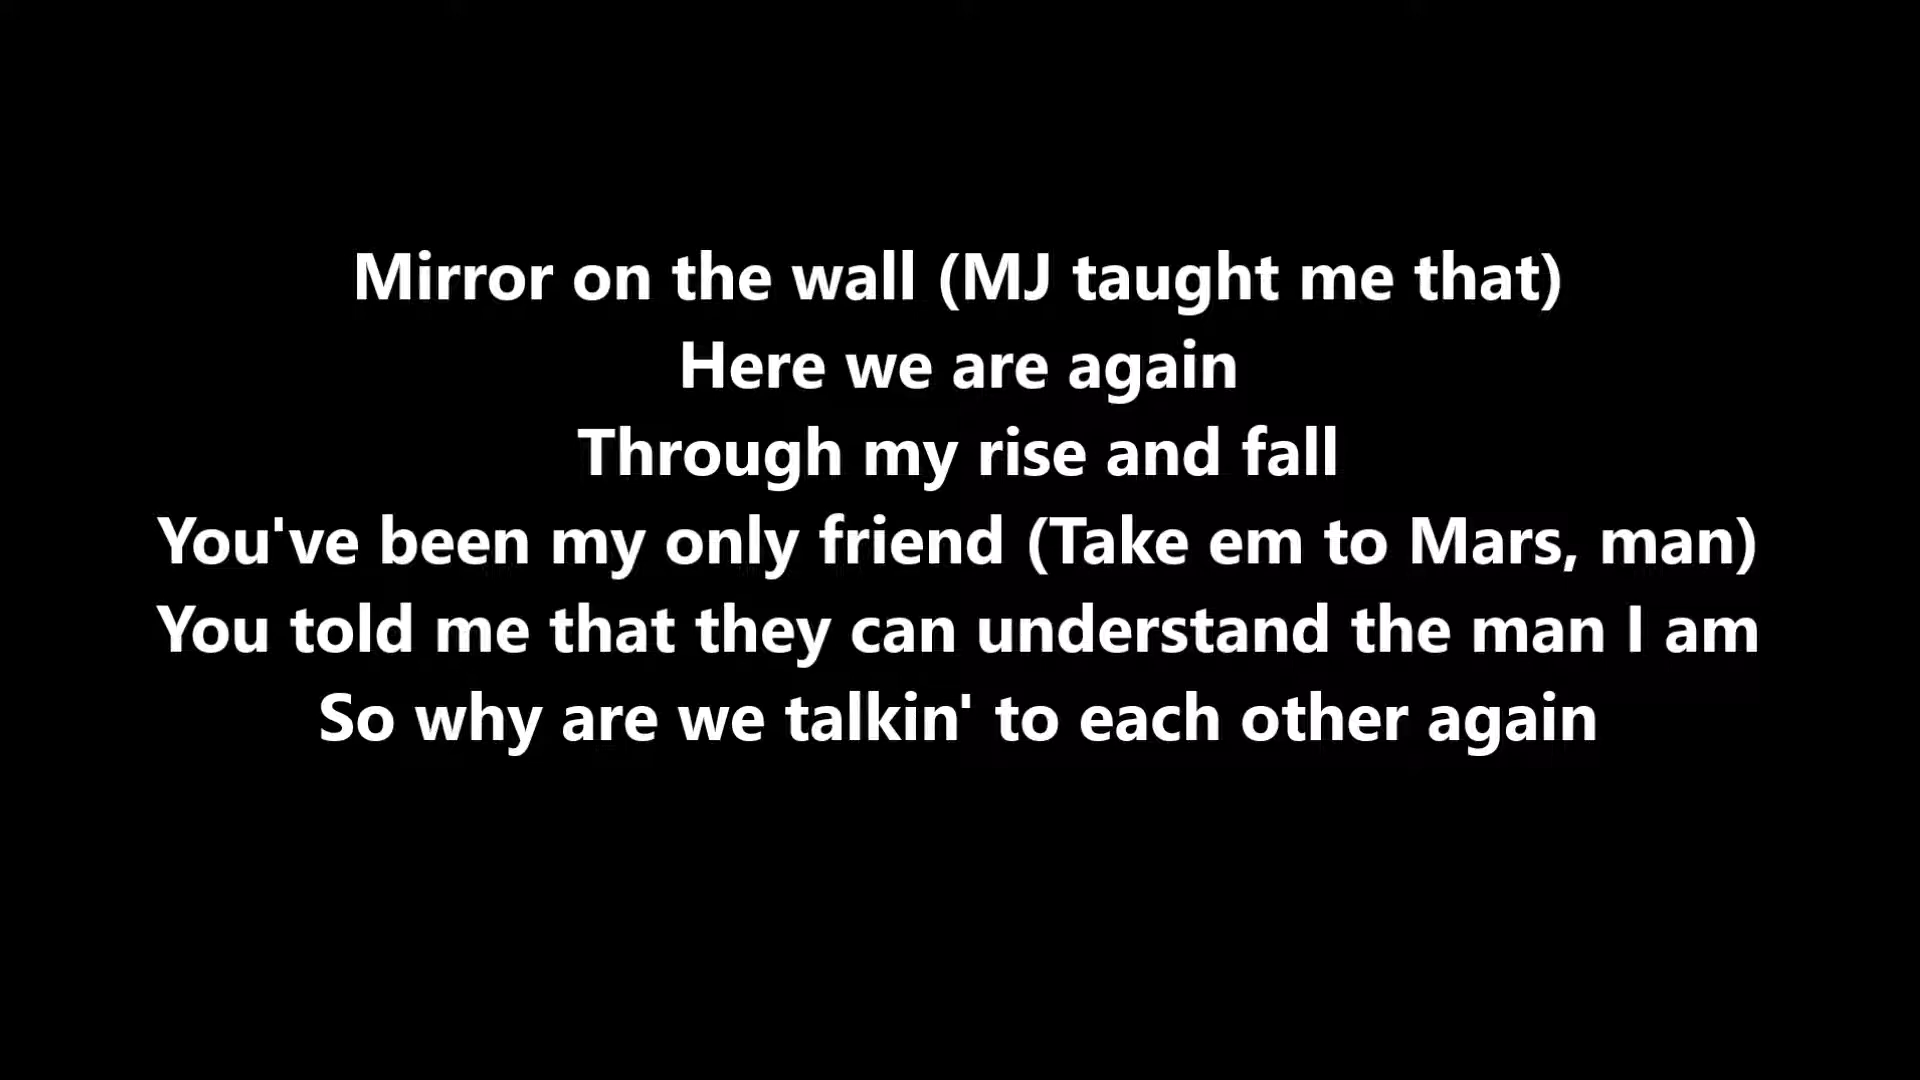 Mirror on the wall (MJ taught me that)
Here we are again
Through my rise and fall
You've been my only friend (Take em to Mars, man)
You told me that they can understand the man I am
So why are we talkin' to each other again